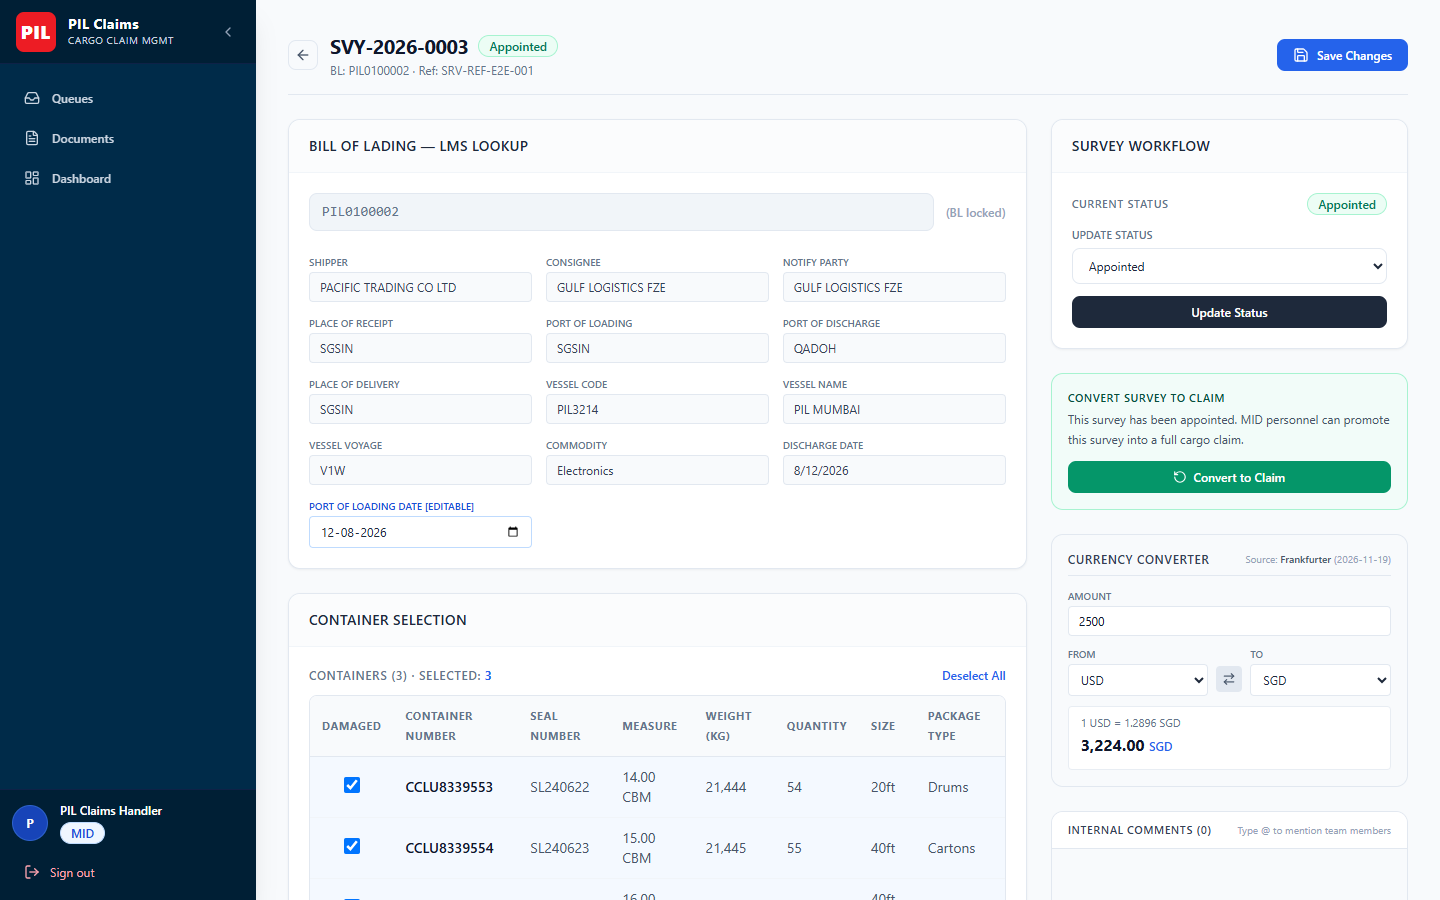 PIL
PIL Claims
CARGO CLAIM MGMT
Queues
Documents
Dashboard
P
PIL Claims Handler
MID
Sign out
SVY-2026-0003
Appointed
BL: PIL0100002 · Ref: SRV-REF-E2E-001
Save Changes
BILL OF LADING — LMS LOOKUP
PIL0100002
(BL locked)
SHIPPER
CONSIGNEE
NOTIFY PARTY
PACIFIC TRADING CO LTD
GULF LOGISTICS FZE
GULF LOGISTICS FZE
PLACE OF RECEIPT
PORT OF LOADING
PORT OF DISCHARGE
SGSIN
SGSIN
QADOH
PLACE OF DELIVERY
VESSEL CODE
VESSEL NAME
SGSIN
PIL3214
PIL MUMBAI
VESSEL VOYAGE
COMMODITY
DISCHARGE DATE
V1W
Electronics
8/12/2026
PORT OF LOADING DATE [EDITABLE]
12-08-2026
CONTAINER SELECTION
CONTAINERS (3) · SELECTED: 3
Deselect All
DAMAGED
CONTAINER NUMBER
SEAL NUMBER
MEASURE
WEIGHT (KG)
QUANTITY
SIZE
PACKAGE TYPE
CCLU8339553
SL240622
14.00 CBM
21,444
54
20ft
Drums
CCLU8339554
SL240623
15.00 CBM
21,445
55
40ft
Cartons
16.00
40ft
SURVEY WORKFLOW
CURRENT STATUS
Appointed
UPDATE STATUS
Appointed
Update Status
CONVERT SURVEY TO CLAIM
This survey has been appointed. MID personnel can promote
this survey into a full cargo claim.
Convert to Claim
CURRENCY CONVERTER
Source: Frankfurter (2026-11-19)
AMOUNT
2500
FROM
TO
USD
SGD
1 USD = 1.2896 SGD
3,224.00 SGD
INTERNAL COMMENTS (0)
Type @ to mention team members